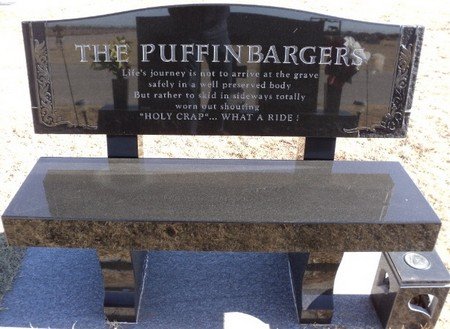 THE PUFFINBARGERS
Life's journey is not to arrive at the grave
safely in a well preserved body
But rather to skid in sideways totally
worn out shouting
"HOLY CRAP"... WHAT A RIDE !